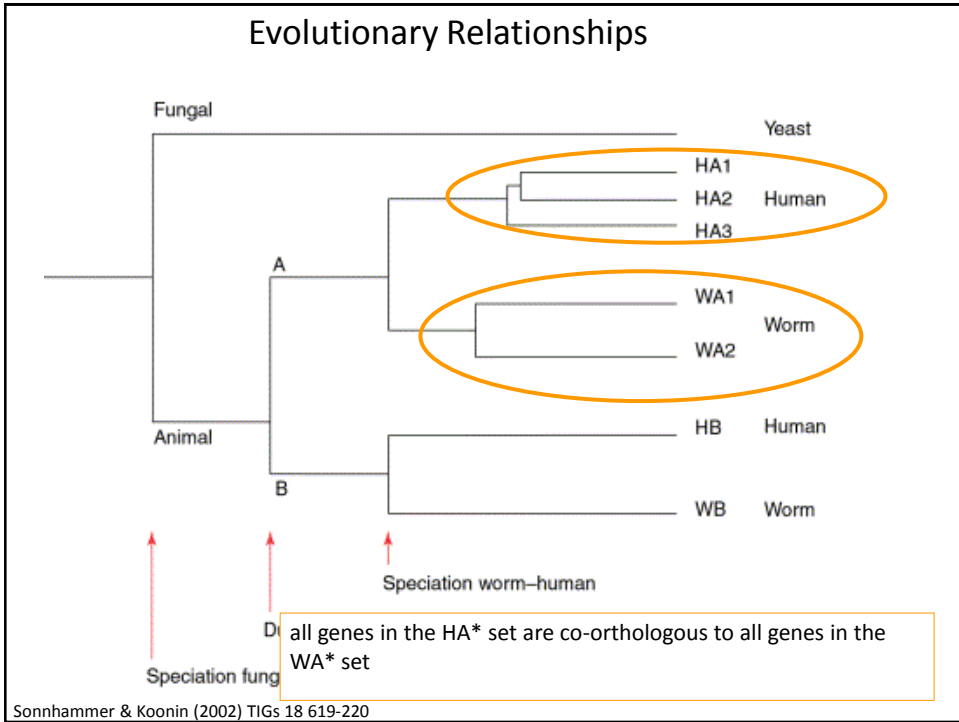 Evolutionary Relationships
Fungal
Yeast
HA1
HA2 Human
HA3
A
WA1
Worm
WA2
Animal
HB Human
B
WB Worm
Speciation worm–human
all genes in the HA* set are co-orthologous to all genes in the
WA* set
Speciation
Sonnhammer & Koonin (2002) TIGs 18 619-220